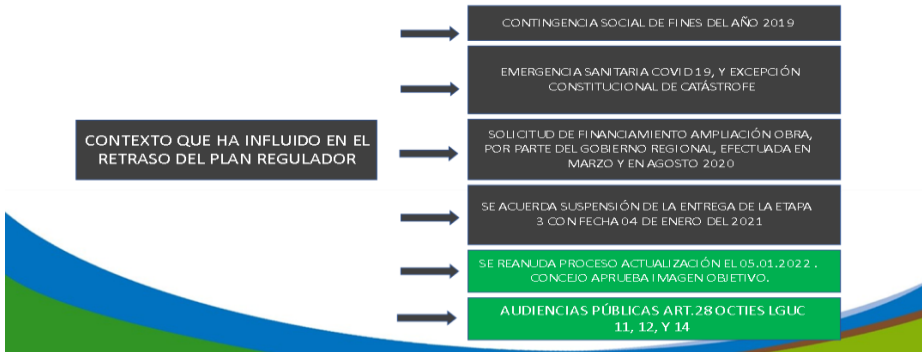 CONTEXTO QUE HA INFLUIDO EN EL
RETRASO DEL PLAN REGULADOR
CONTINGENCIA SOCIAL DE FINES DEL AÑO 2019
EMERGENCIA SANITARIA COVID 19, Y EXCEPCIÓN
CONSTITUCIONAL DE CATÁSTROFE
SOLICITUD DE FINANCIAMIENTO AMPLIACIÓN OBRA,
POR PARTE DEL GOBIERNO REGIONAL, EFECTUADA EN
MARZO Y EN AGOSTO 2020
SE ACUERDA SUSPENSIÓN DE LA ENTREGA DE LA ETAPA
3 CON FECHA 04 DE ENERO DEL 2021
SE REANUDA PROCESO ACTUALIZACIÓN EL 05.01.2022 .
CONCEJO APRUEBA IMAGEN OBJETIVO.
AUDIENCIAS PÚBLICAS ART.28 OCTIES LGUC
11, 12, Y 14